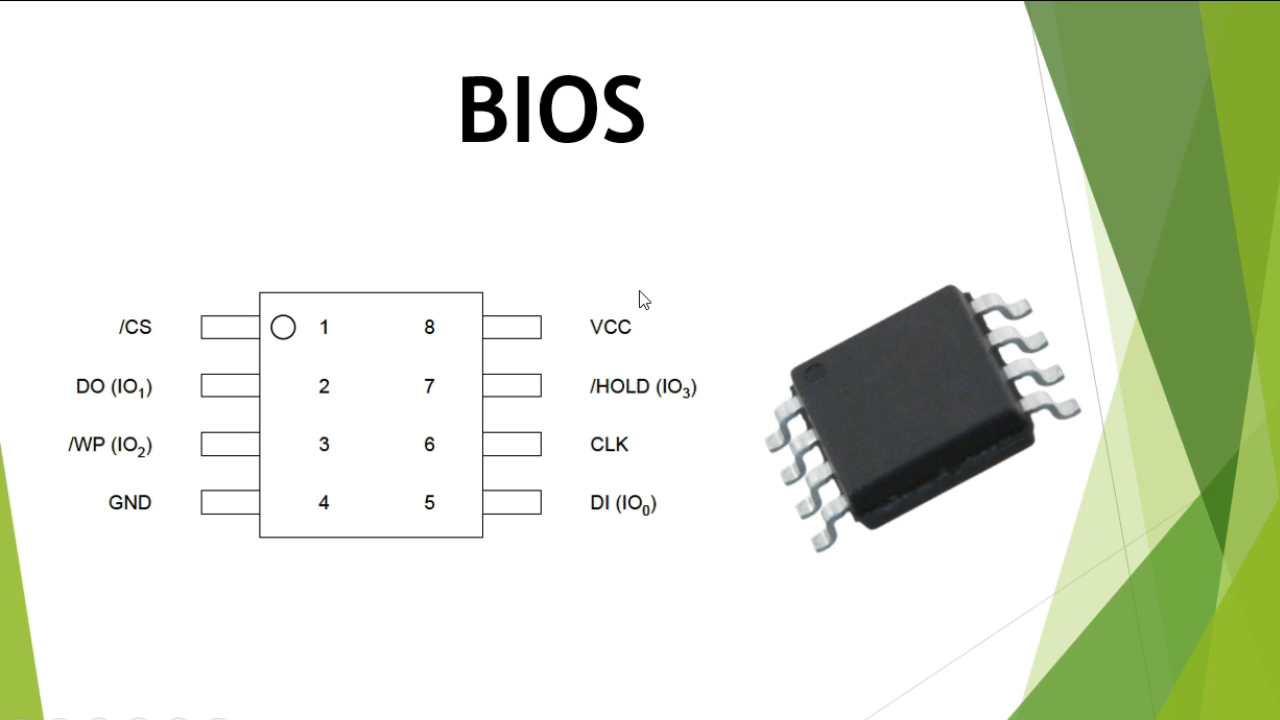 BIOS
/CS 1 8 VCC
DO (IO₁) 2 7 /HOLD (IO₃)
/WP (IO₂) 3 6 CLK
GND 4 5 DI (IO₀)